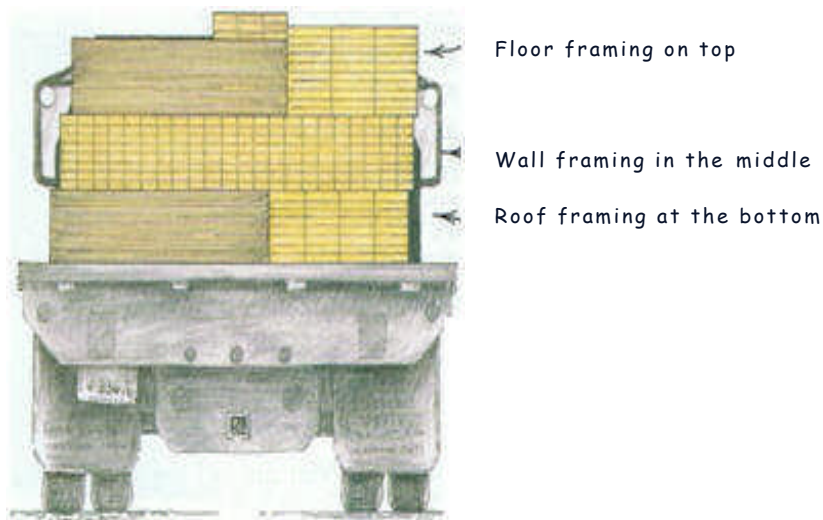 Floor framing on top
Wall framing in the middle
Roof framing at the bottom